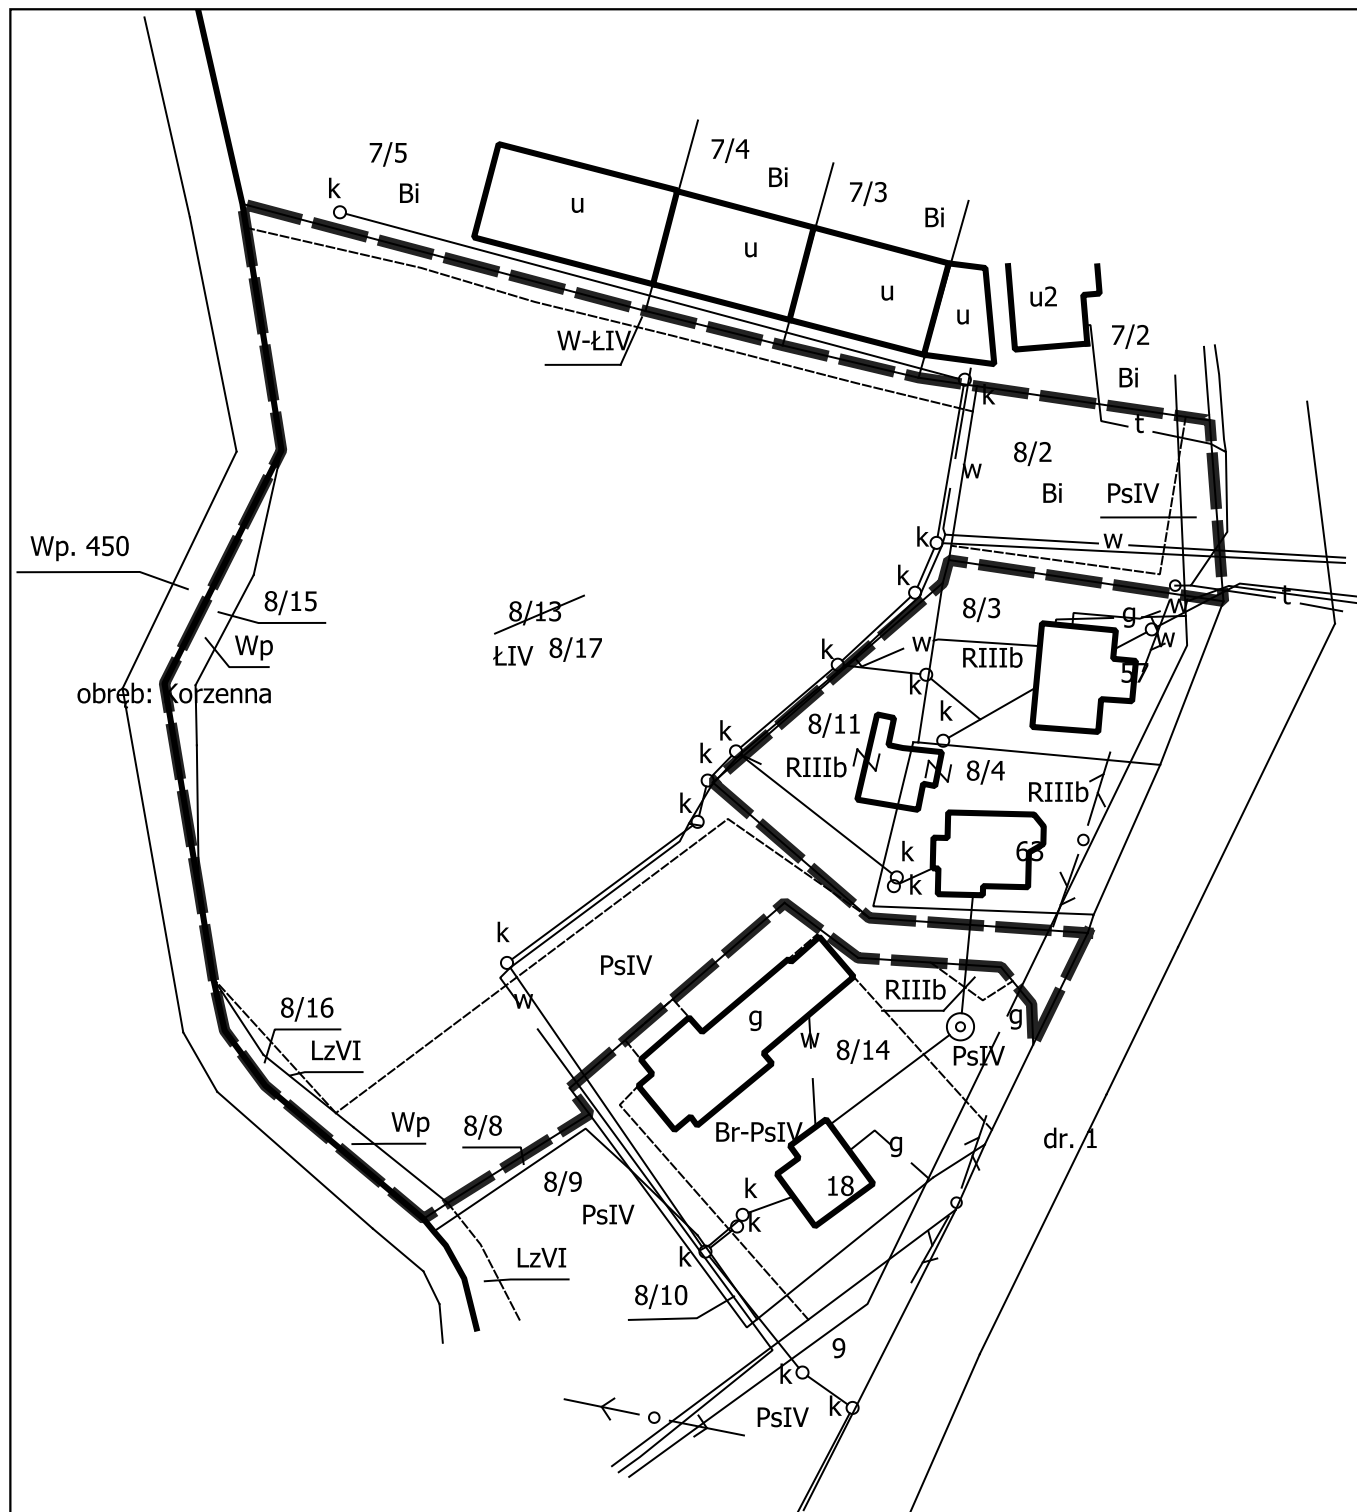 7/5
7/4
Bi
k
Bi
7/3
u
Bi
u
u
u2
u
7/2
W-ŁIV
Bi
k
t
8/2
w
Bi
PsIV
Wp. 450
k
w
k
8/15
8/13
8/3
g
w
t
Wp
ŁIV
8/17
k
w
RIIIb
w
57
obręb: Korzenna
k
k
8/11
k
k
RIIIb
8/4
RIIIb
k
k
63
k
k
PsIV
w
RIIIb
8/16
g
g
w
LzVI
8/14
PsIV
Wp
8/8
Br-PsIV
g
dr. 1
8/9
18
PsIV
k
k
LzVI
k
8/10
9
k
k
PsIV